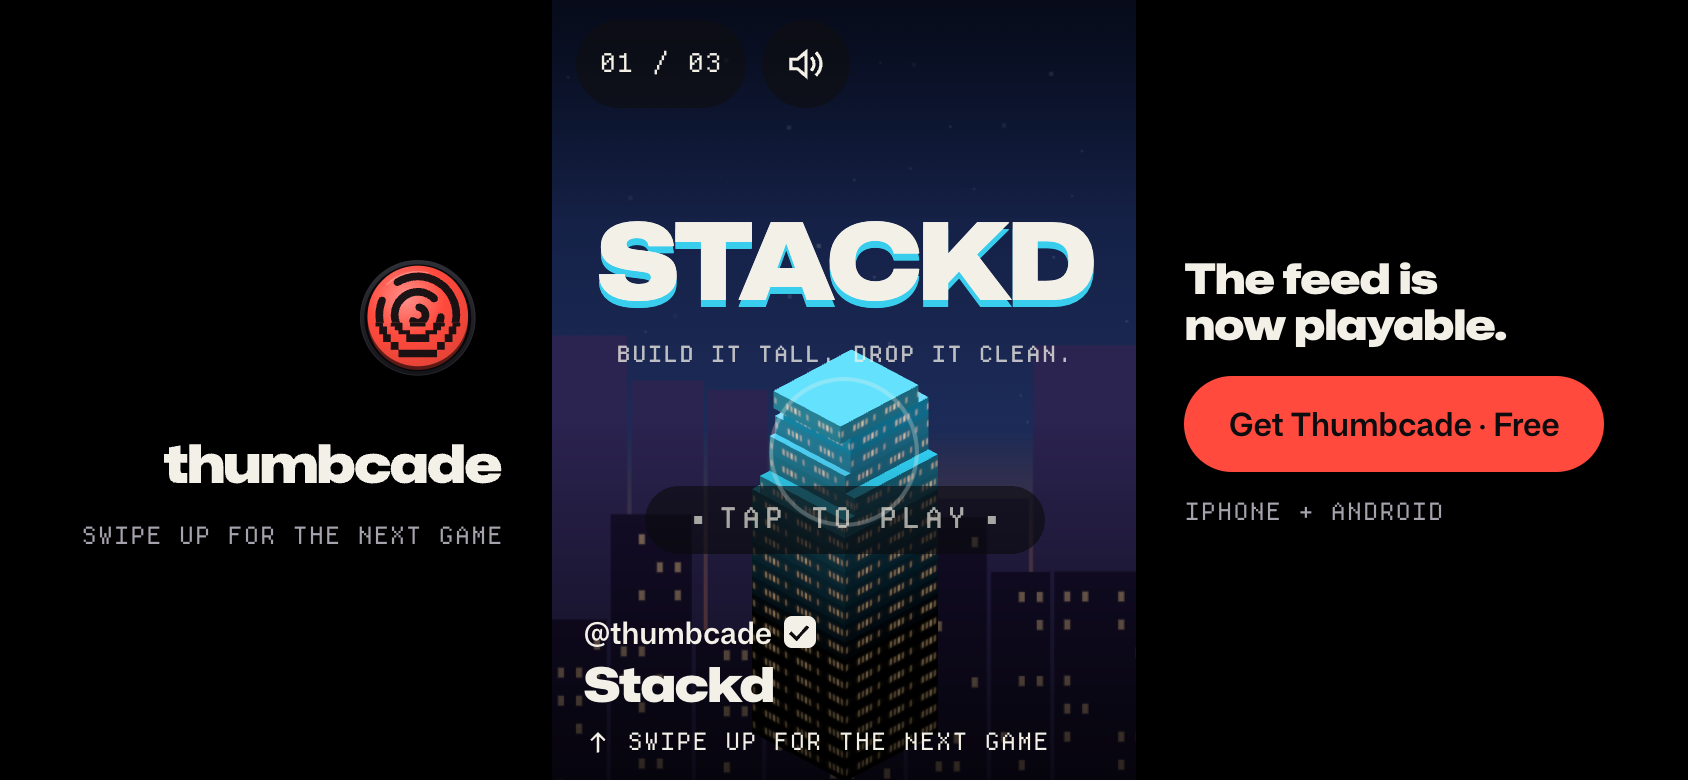 thumbcade
SWIPE UP FOR THE NEXT GAME
01 / 03
STACKD
BUILD IT TALL. DROP IT CLEAN.
TAP TO PLAY
@thumbcade
Stackd
↑ SWIPE UP FOR THE NEXT GAME
The feed is
now playable.
Get Thumbcade · Free
IPHONE + ANDROID